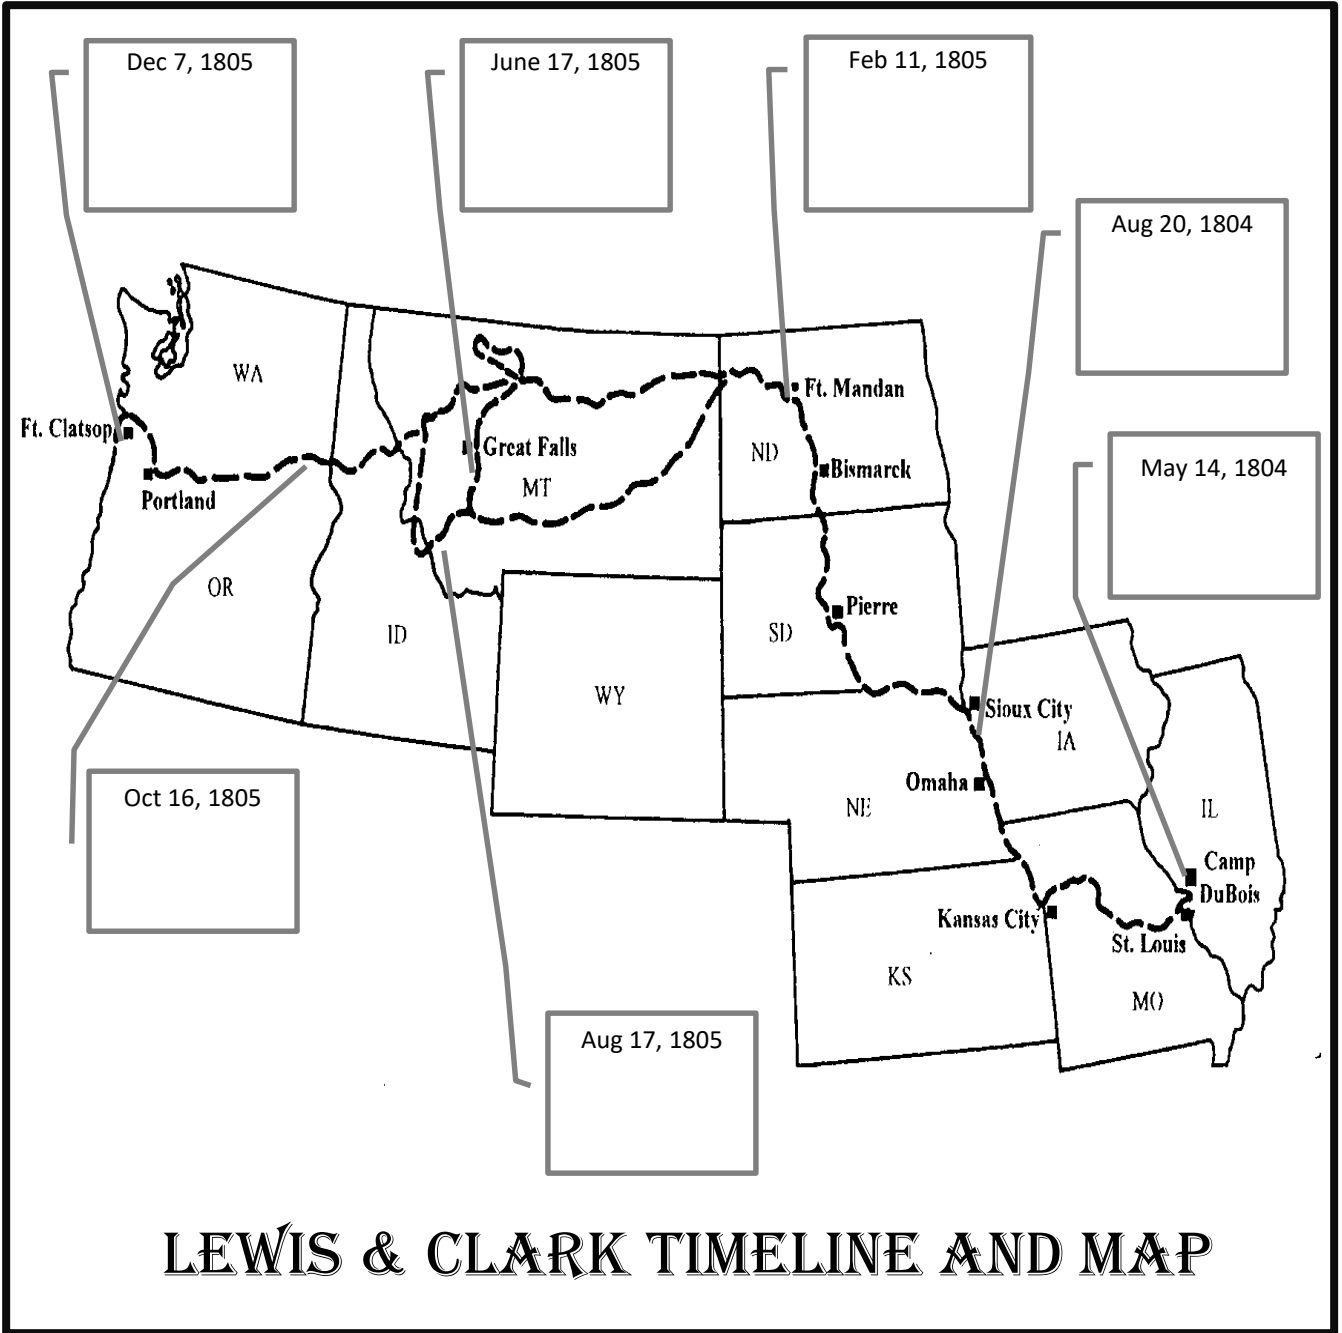 Dec 7, 1805
June 17, 1805
Feb 11, 1805
Aug 20, 1804
May 14, 1804
WA
Ft. Clatsop
Portland
OR
ID
Great Falls
MT
Ft. Mandan
ND
Bismarck
Pierre
SD
WY
Sioux City
IA
Omaha
NE
IL
Camp
DuBois
Kansas City
St. Louis
KS
MO
Oct 16, 1805
Aug 17, 1805
LEWIS & CLARK TIMELINE AND MAP